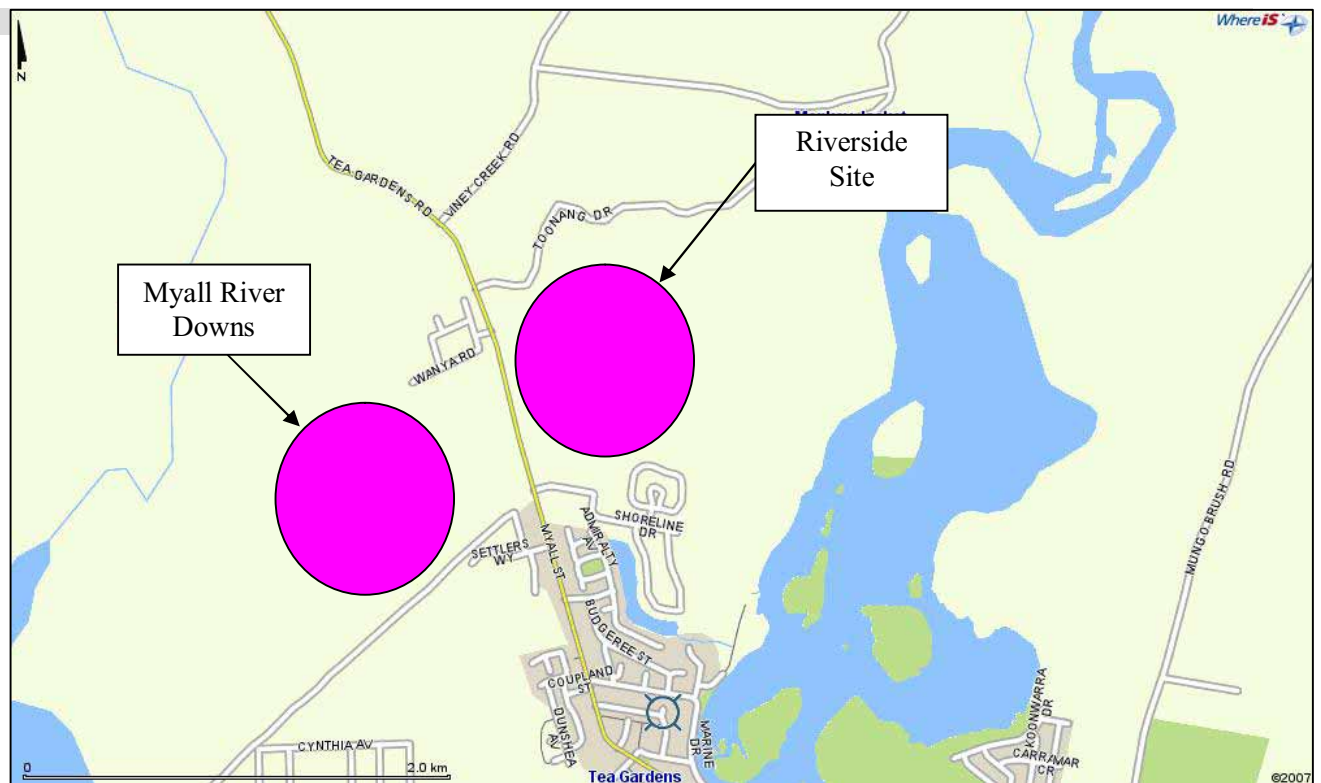 WhereiS
N
Riverside
Site
TEA GARDENS RD
VINEY CREEK RD
TOONANG DR
Myall River
Downs
WANYA RD
MUNGO BRUSH RD
SHORELINE
DR
ADMIRALTY
AV
SETTLERS
WY
MYALL ST
BUDGEREE ST
COUPLAND
ST
DUNSHEA
AV
MARINE
DR
KOONWARRA
DR
CARRAMAR
CR
CYNTHIA AV
0
2.0 km
Tea Gardens
©2007